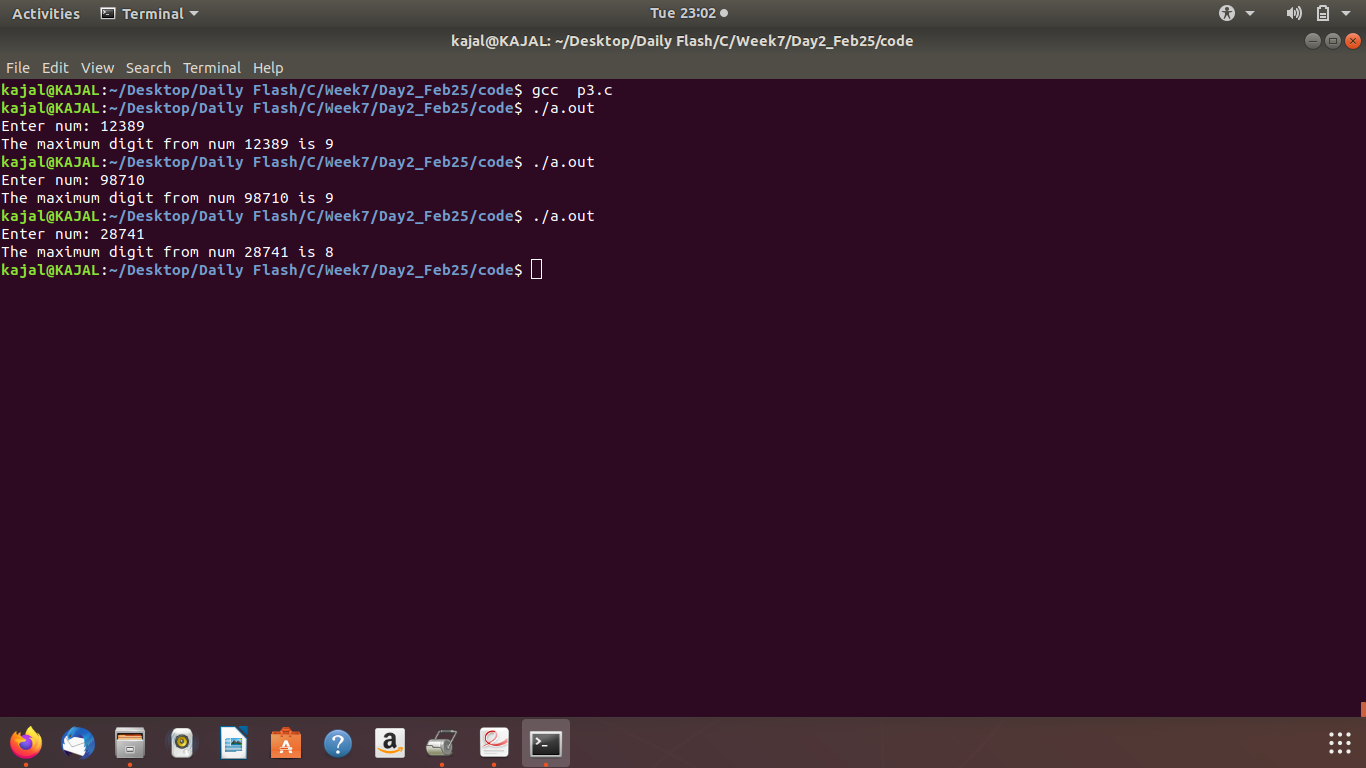 Activities Terminal Tue 23:02
kajal@KAJAL: ~/Desktop/Daily Flash/C/Week7/Day2_Feb25/code
File Edit View Search Terminal Help
kajal@KAJAL:~/Desktop/Daily Flash/C/Week7/Day2_Feb25/code$ gcc  p3.c
kajal@KAJAL:~/Desktop/Daily Flash/C/Week7/Day2_Feb25/code$ ./a.out
Enter num: 12389
The maximum digit from num 12389 is 9
kajal@KAJAL:~/Desktop/Daily Flash/C/Week7/Day2_Feb25/code$ ./a.out
Enter num: 98710
The maximum digit from num 98710 is 9
kajal@KAJAL:~/Desktop/Daily Flash/C/Week7/Day2_Feb25/code$ ./a.out
Enter num: 28741
The maximum digit from num 28741 is 8
kajal@KAJAL:~/Desktop/Daily Flash/C/Week7/Day2_Feb25/code$